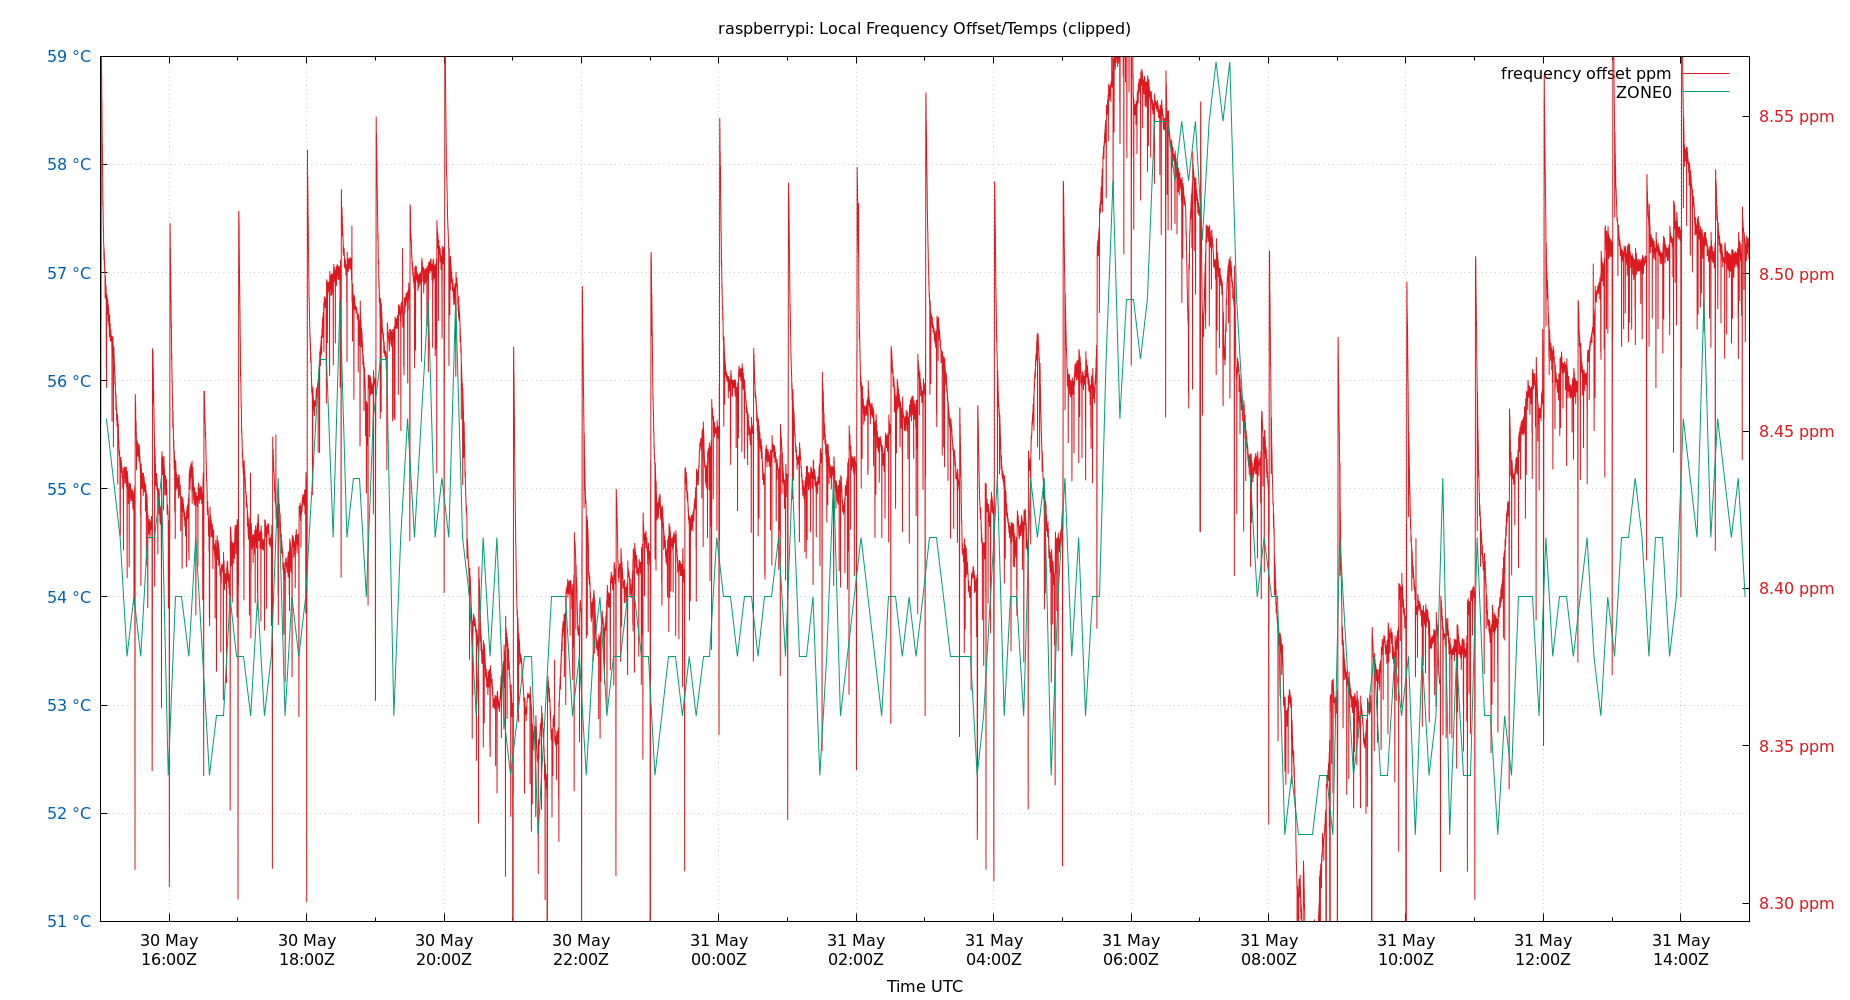 raspberrypi: Local Frequency Offset/Temps (clipped)
frequency offset ppm
ZONE0
59 °C
58 °C
57 °C
56 °C
55 °C
54 °C
53 °C
52 °C
51 °C
8.55 ppm
8.50 ppm
8.45 ppm
8.40 ppm
8.35 ppm
8.30 ppm
30 May
16:00Z
30 May
18:00Z
30 May
20:00Z
30 May
22:00Z
31 May
00:00Z
31 May
02:00Z
31 May
04:00Z
31 May
06:00Z
31 May
08:00Z
31 May
10:00Z
31 May
12:00Z
31 May
14:00Z
Time UTC